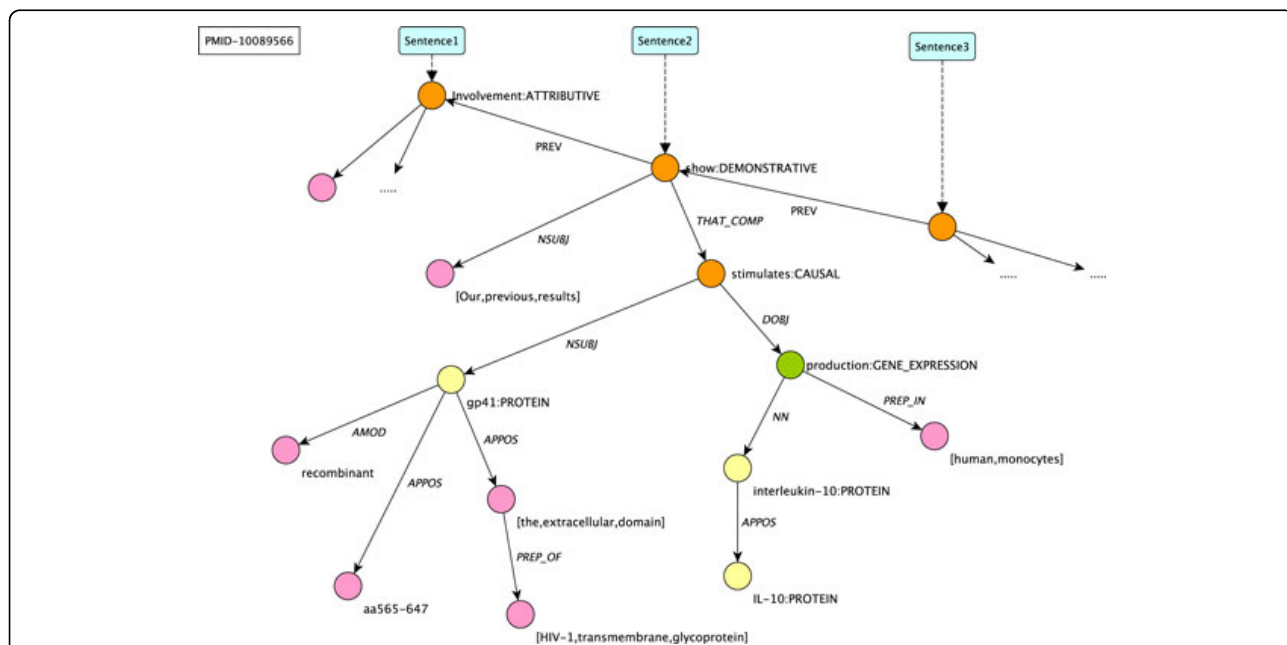 PMID-10089566
Sentence1
Sentence2
Sentence3
Involvement:ATTRIBUTIVE
PREV
show:DEMONSTRATIVE
.....
PREV
THAT_COMP
NSUBJ
stimulates:CAUSAL
.....
.....
[Our,previous,results]
DOBJ
NSUBJ
production:GENE_EXPRESSION
gp41:PROTEIN
PREP_IN
NN
AMOD
APPOS
[human,monocytes]
recombinant
APPOS
interleukin-10:PROTEIN
[the,extracellular,domain]
APPOS
PREP_OF
IL-10:PROTEIN
aa565-647
[HIV-1,transmembrane,glycoprotein]